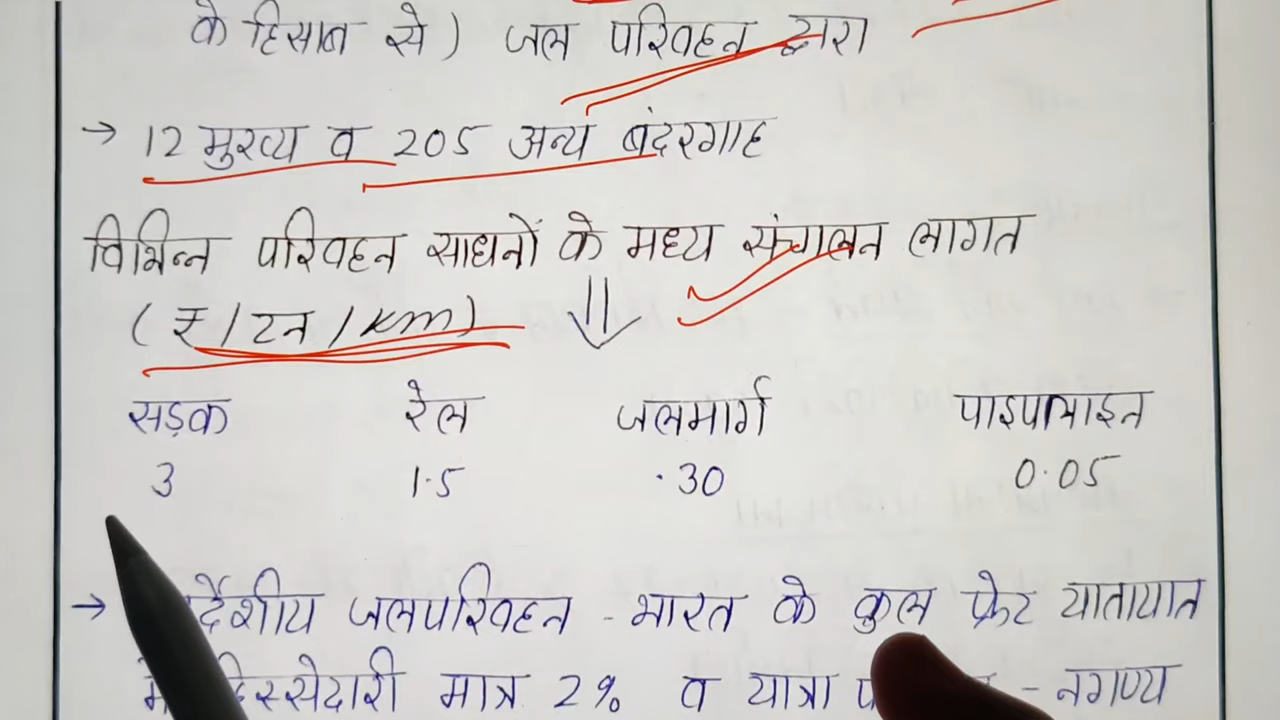 के हिसाब से) जल परिवहन द्वारा
→ 12 मुख्य व 205 अन्य बंदरगाह
विभिन्न परिवहन साधनों के मध्य संचालन लागत
(₹/टन/km)
सड़क रेल जलमार्ग पाइपलाइन
3 1.5 .30 0.05
→ जलपरिवहन - भारत के कुल फ्रेट यातायात
हिस्सेदारी मात्र 2% व यात्रा - नगण्य